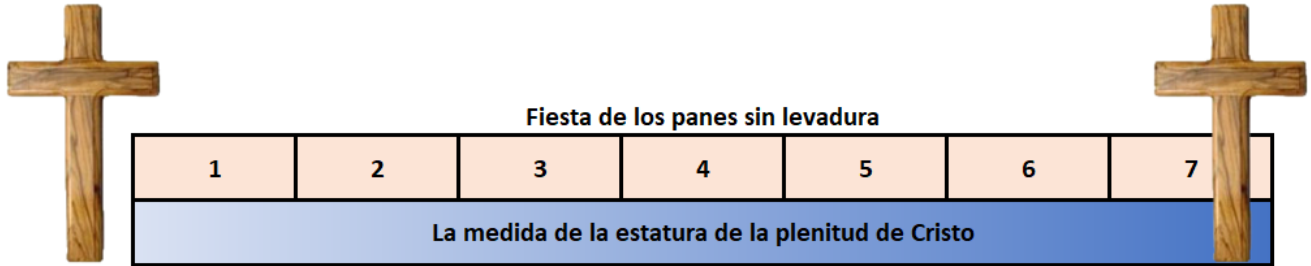 Fiesta de los panes sin levadura
1 2 3 4 5 6 7
La medida de la estatura de la plenitud de Cristo